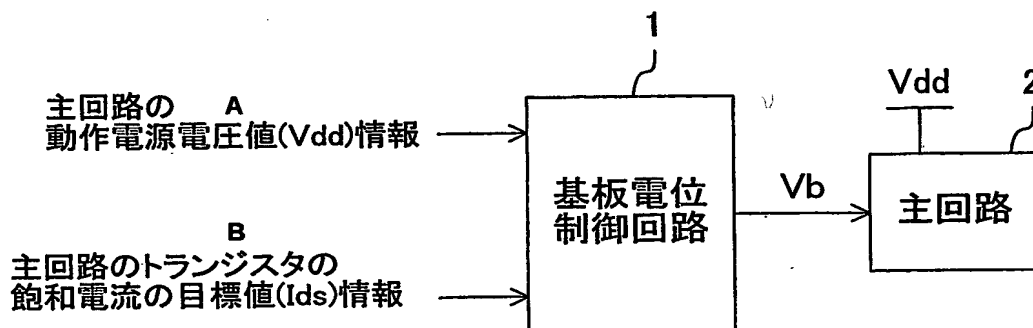 1
Vdd
2
主回路の A
動作電源電圧値(Vdd)情報
基板電位
制御回路
Vb
主回路
B
主回路のトランジスタの
飽和電流の目標値(Ids)情報